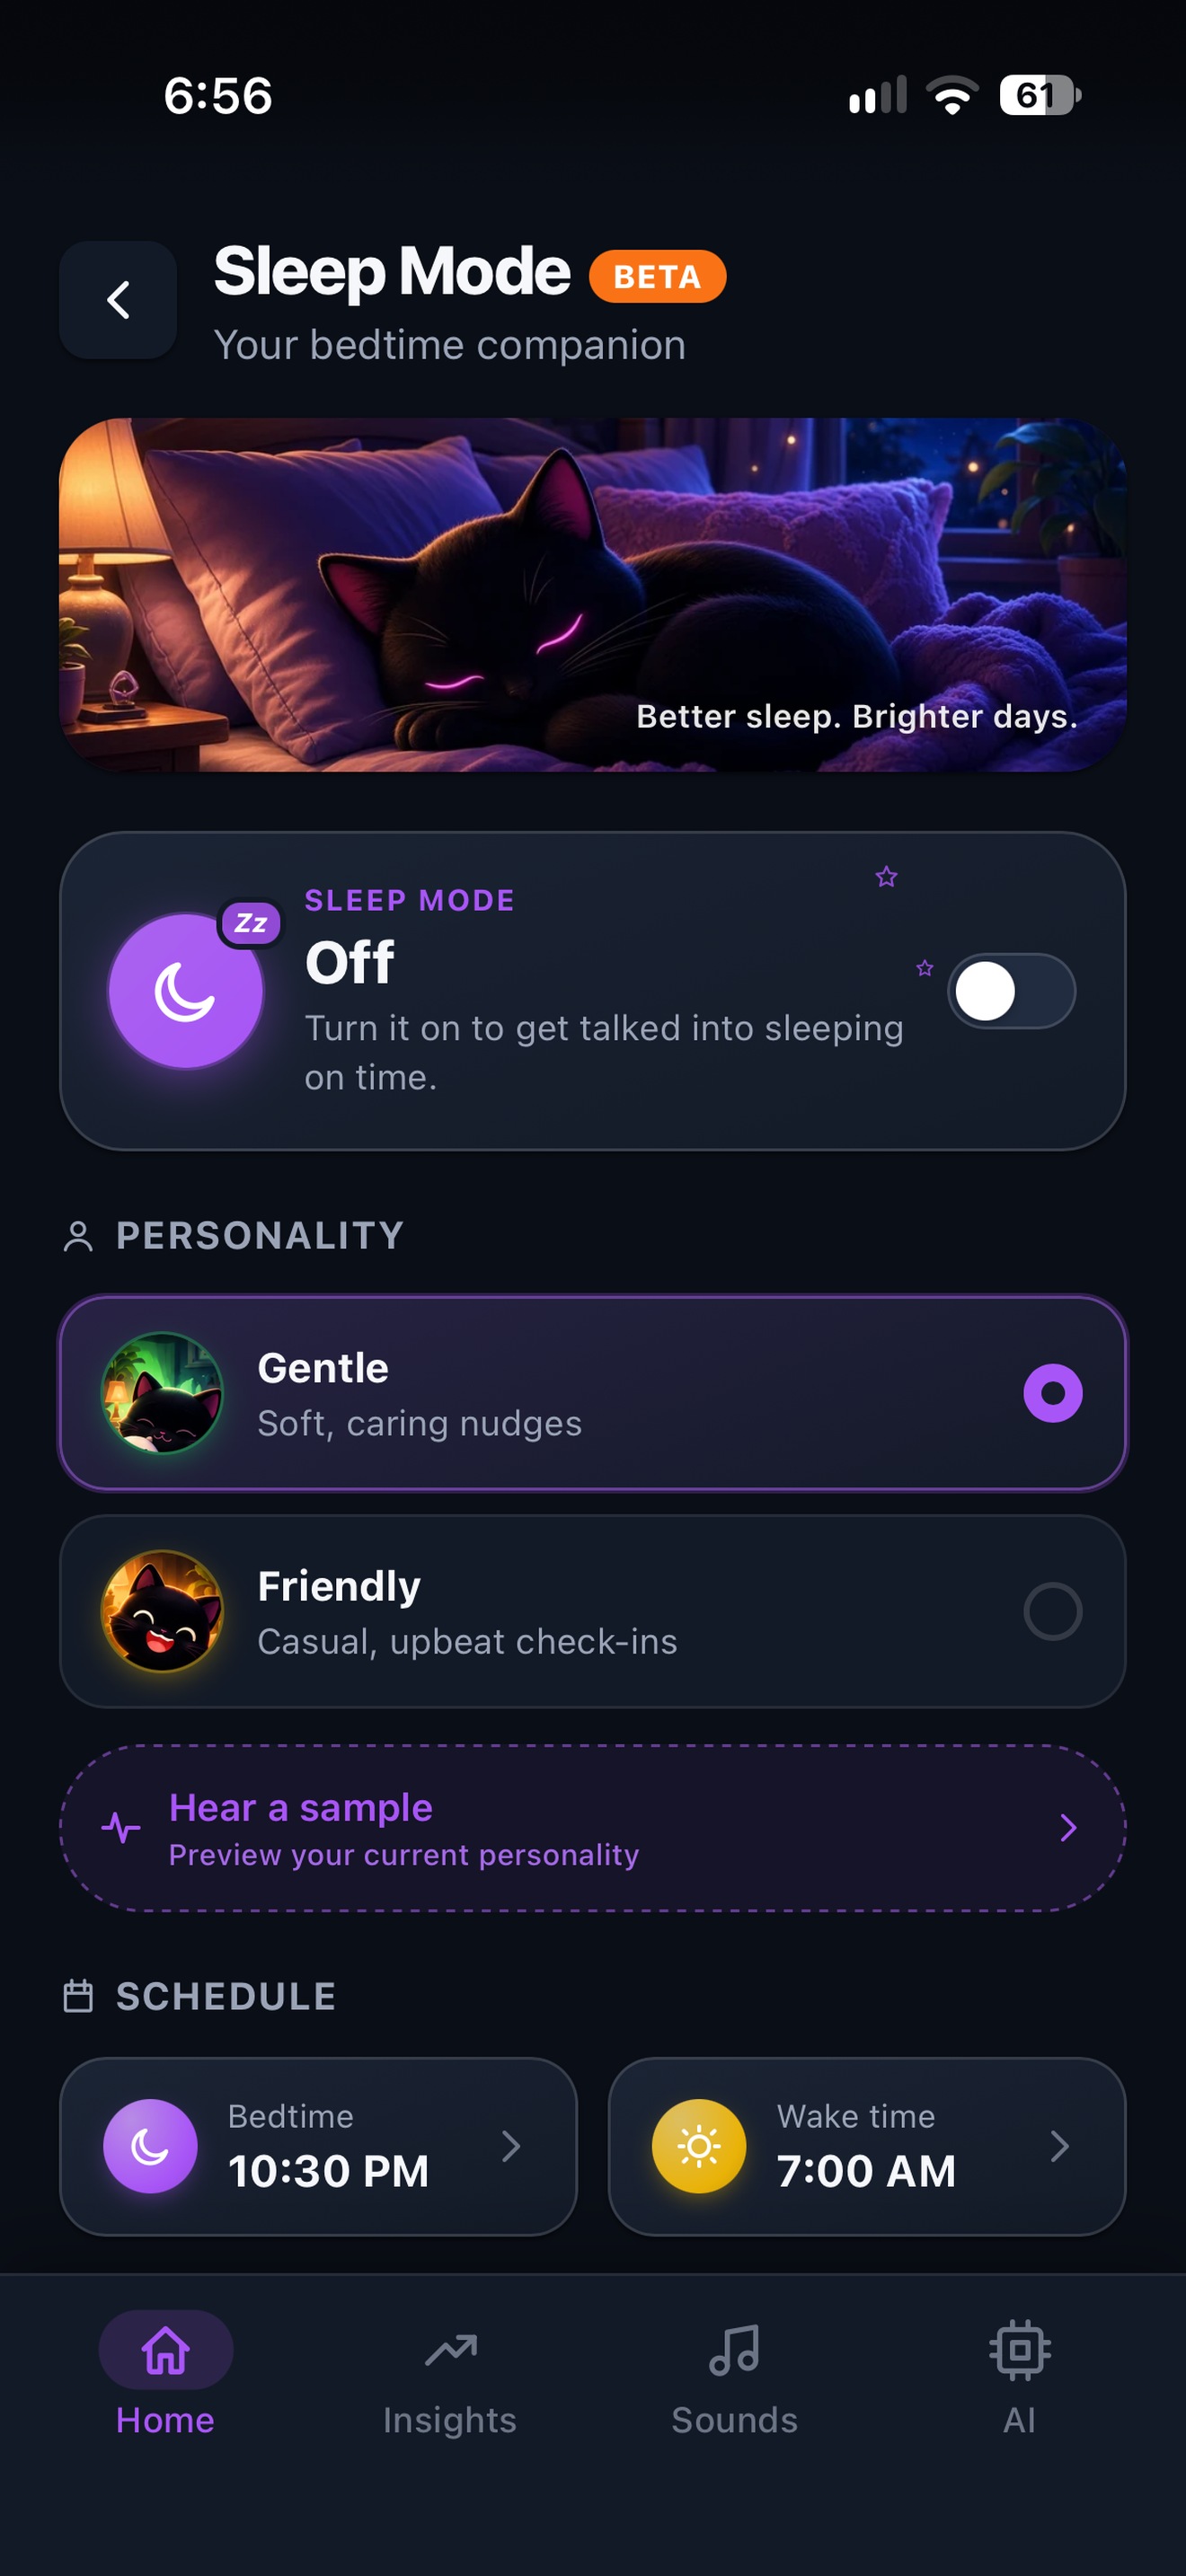 6:56
61
Sleep Mode BETA
Your bedtime companion
Better sleep. Brighter days.
Zz
SLEEP MODE
Off
Turn it on to get talked into sleeping
on time.
PERSONALITY
Gentle
Soft, caring nudges
Friendly
Casual, upbeat check-ins
Hear a sample
Preview your current personality
SCHEDULE
Bedtime
10:30 PM
Wake time
7:00 AM
Home
Insights
Sounds
AI